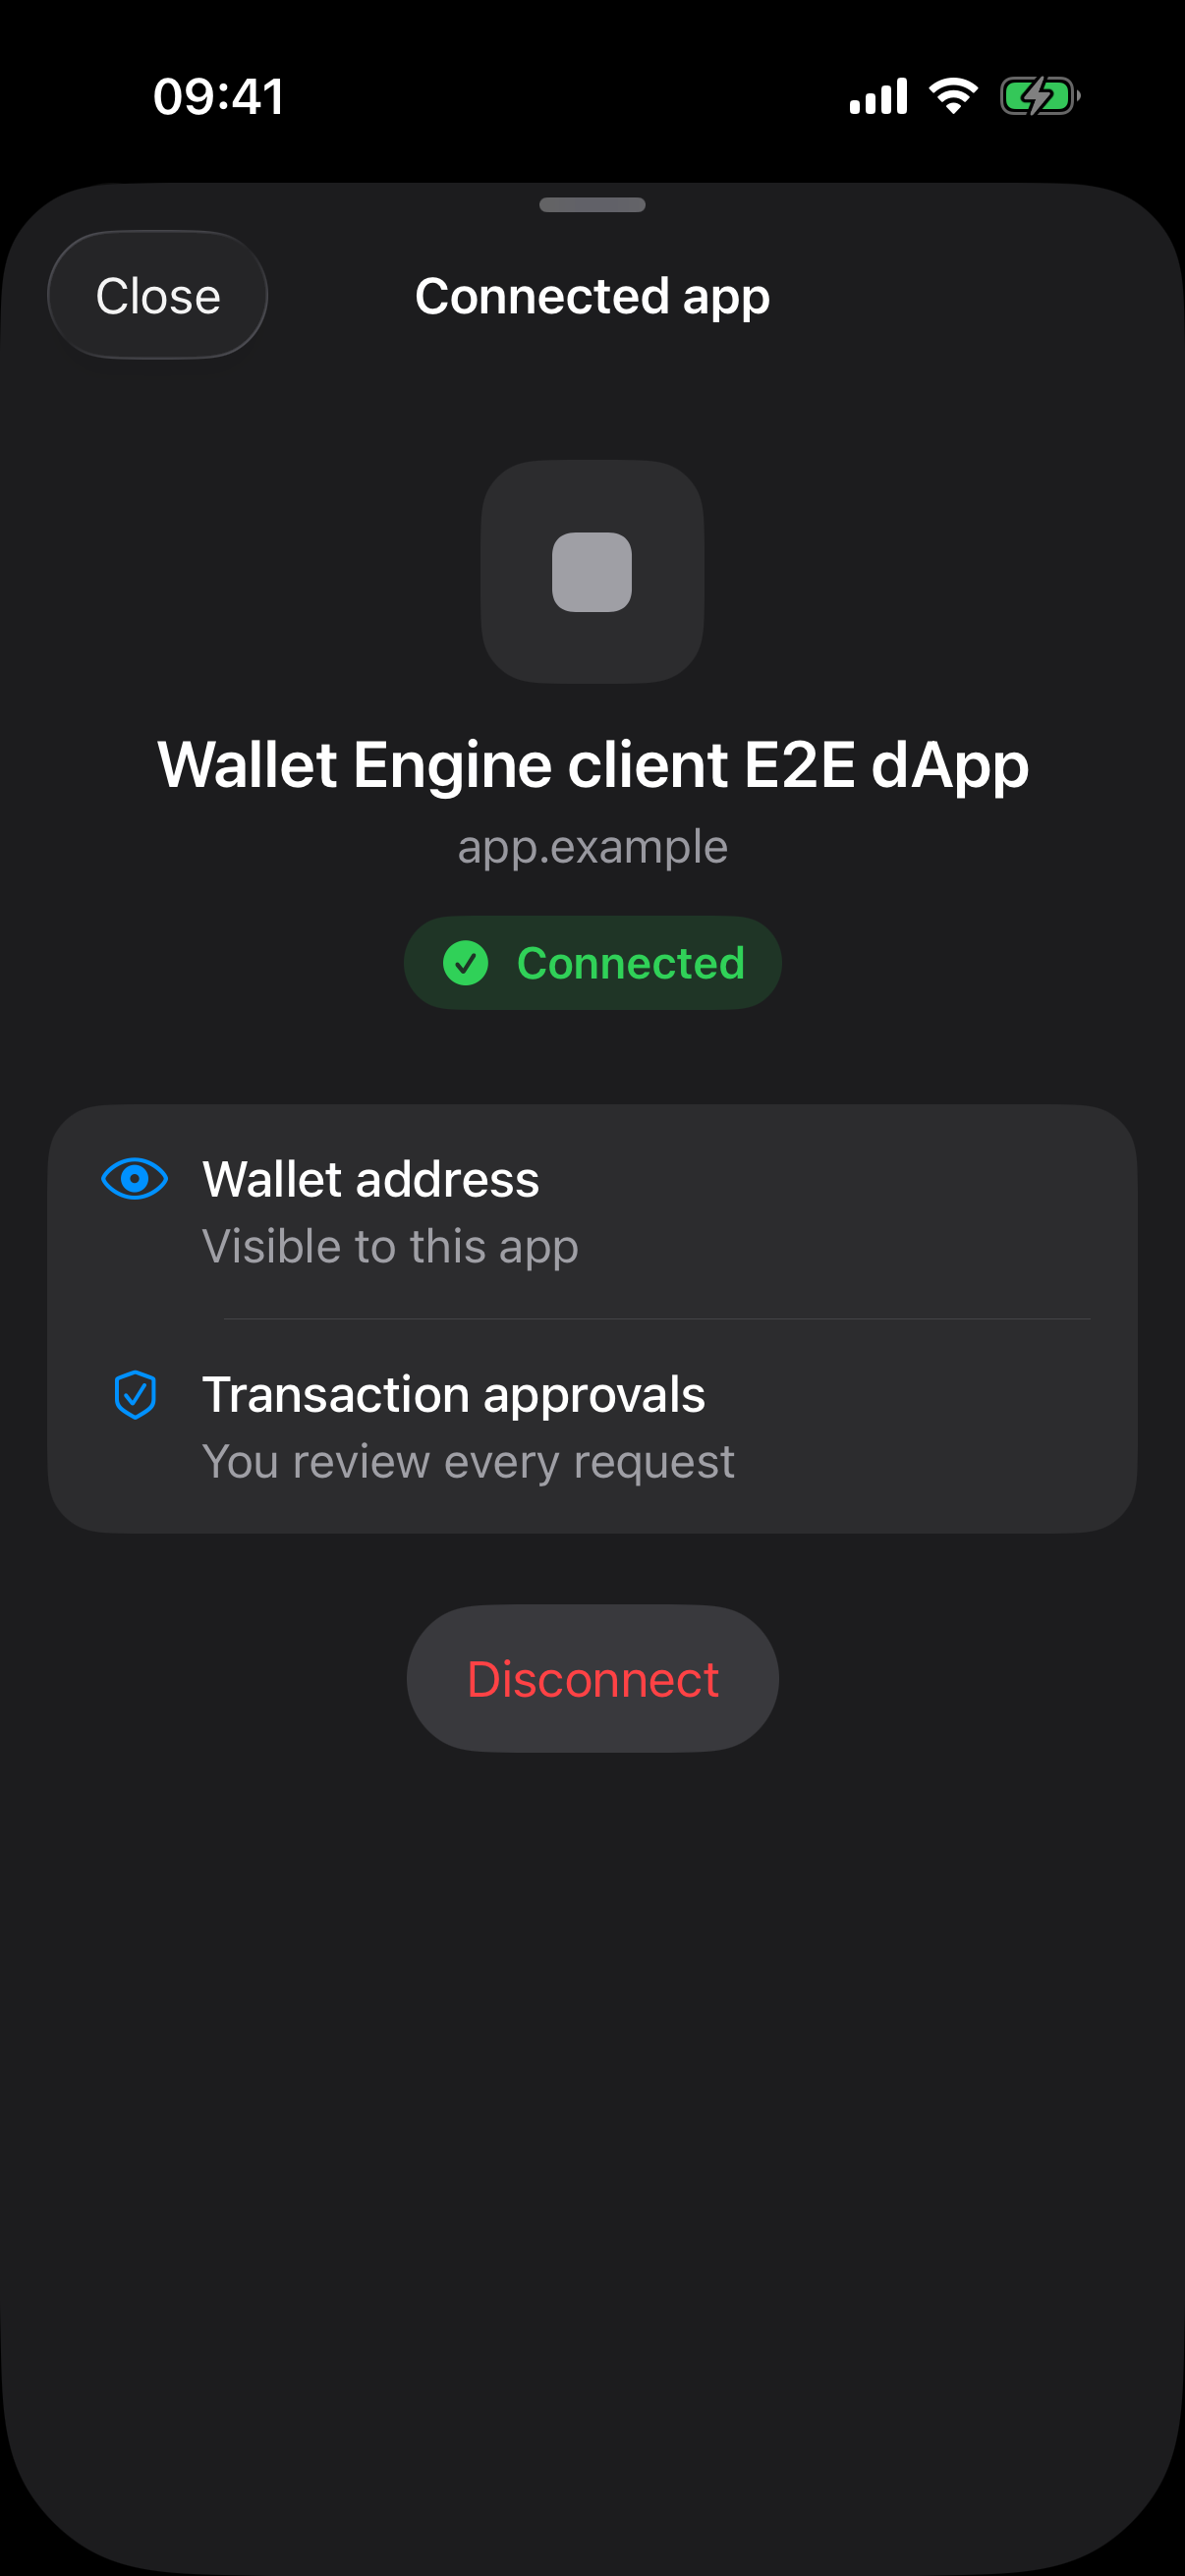 09:41
Close
Connected app
Wallet Engine client E2E dApp
app.example
Connected
Wallet address
Visible to this app
Transaction approvals
You review every request
Disconnect